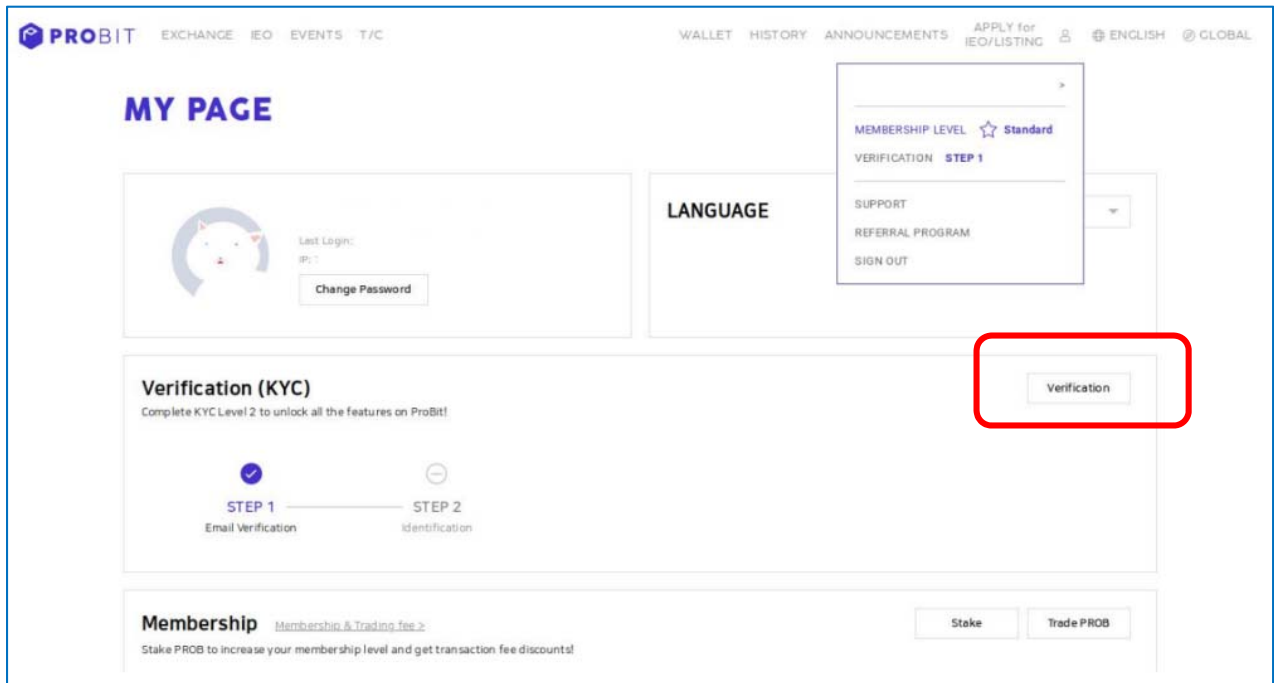 PROBIT EXCHANGE IEO EVENTS T/C WALLET HISTORY ANNOUNCEMENTS APPLY for IEO/LISTING ENGLISH GLOBAL
MY PAGE
>
MEMBERSHIP LEVEL Standard
VERIFICATION STEP 1
SUPPORT
REFERRAL PROGRAM
SIGN OUT
Last Login:
IP:
Change Password
LANGUAGE
Verification (KYC)
Verification
Complete KYC Level 2 to unlock all the features on ProBit!
STEP 1 STEP 2
Email Verification Identification
Membership Membership & Trading fee > Stake Trade PROB
Stake PROB to increase your membership level and get transaction fee discounts!